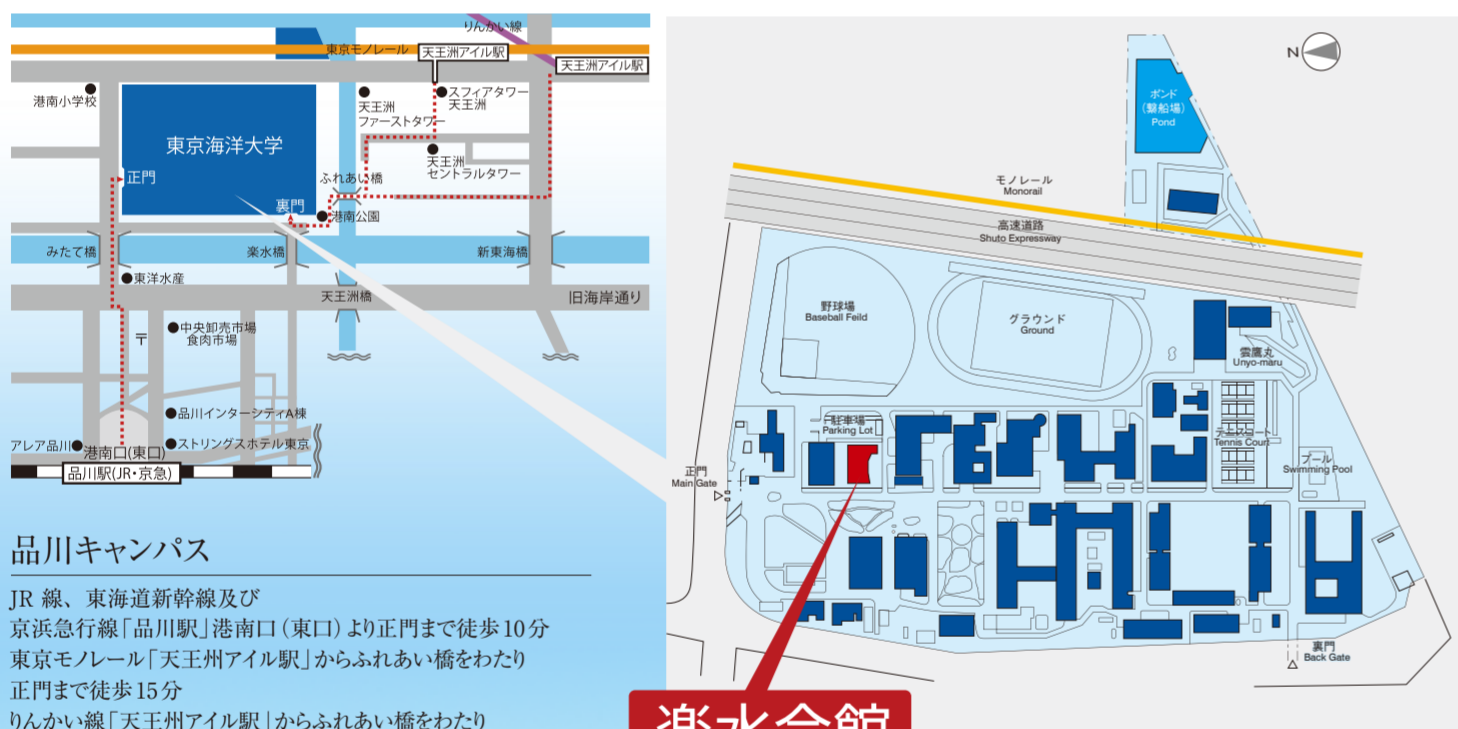 りんかい線
東京モノレール
天王洲アイル駅
天王洲アイル駅
港南小学校
スフィアタワー
天王洲
天王洲
ファーストタワー
東京海洋大学
天王洲
セントラルタワー
正門
ふれあい橋
裏門
港南公園
みたて橋
楽水橋
新東海橋
東洋水産
天王洲橋
旧海岸通り
〒
中央卸売市場
食肉市場
品川インターシティA棟
アレア品川
港南口(東口)
ストリングスホテル東京
品川駅(JR・京急)
品川キャンパス
JR 線、東海道新幹線及び
京浜急行線「品川駅」港南口(東口)より正門まで徒歩10分
東京モノレール「天王州アイル駅」からふれあい橋をわたり
正門まで徒歩15分
りんかい線「天王州アイル駅」からふれあい橋をわたり
N
ポンド
(繋船場)
Pond
モノレール
Monorail
高速道路
Shuto Expressway
野球場
Baseball Feild
グラウンド
Ground
雲鷹丸
Unyo-maru
駐車場
Parking Lot
テニスコート
Tennis Court
プール
Swimming Pool
正門
Main Gate
裏門
Back Gate
楽水会館